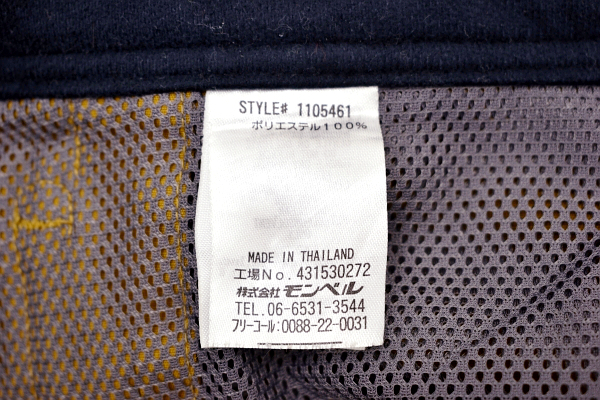 STYLE# 1105461
ポリエステル100%
MADE IN THAILAND
工場No. 431530272
株式会社 モンベル
TEL. 06-6531-3544
フリーコール:0088-22-0031